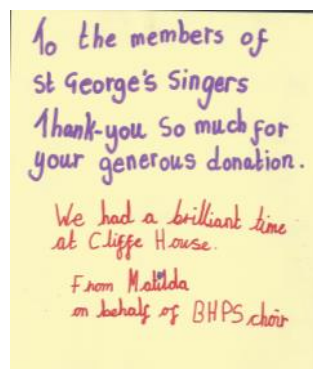 To the members of
St George's Singers
Thank-you so much for
your generous donation.
We had a brilliant time
at Cliffe House.
From Matilda
on behalf of BHPS choir